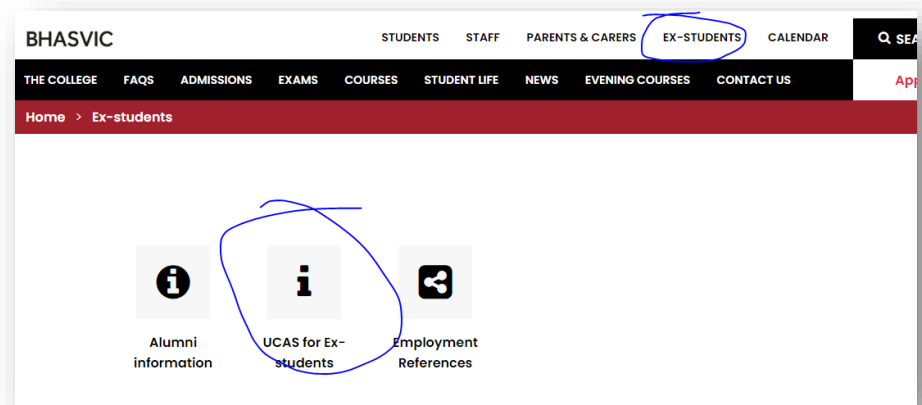 BHASVIC STUDENTS STAFF PARENTS & CARERS EX-STUDENTS CALENDAR
THE COLLEGE FAQS ADMISSIONS EXAMS COURSES STUDENT LIFE NEWS EVENING COURSES CONTACT US
Home > Ex-students
Alumni information
UCAS for Ex-students
Employment References